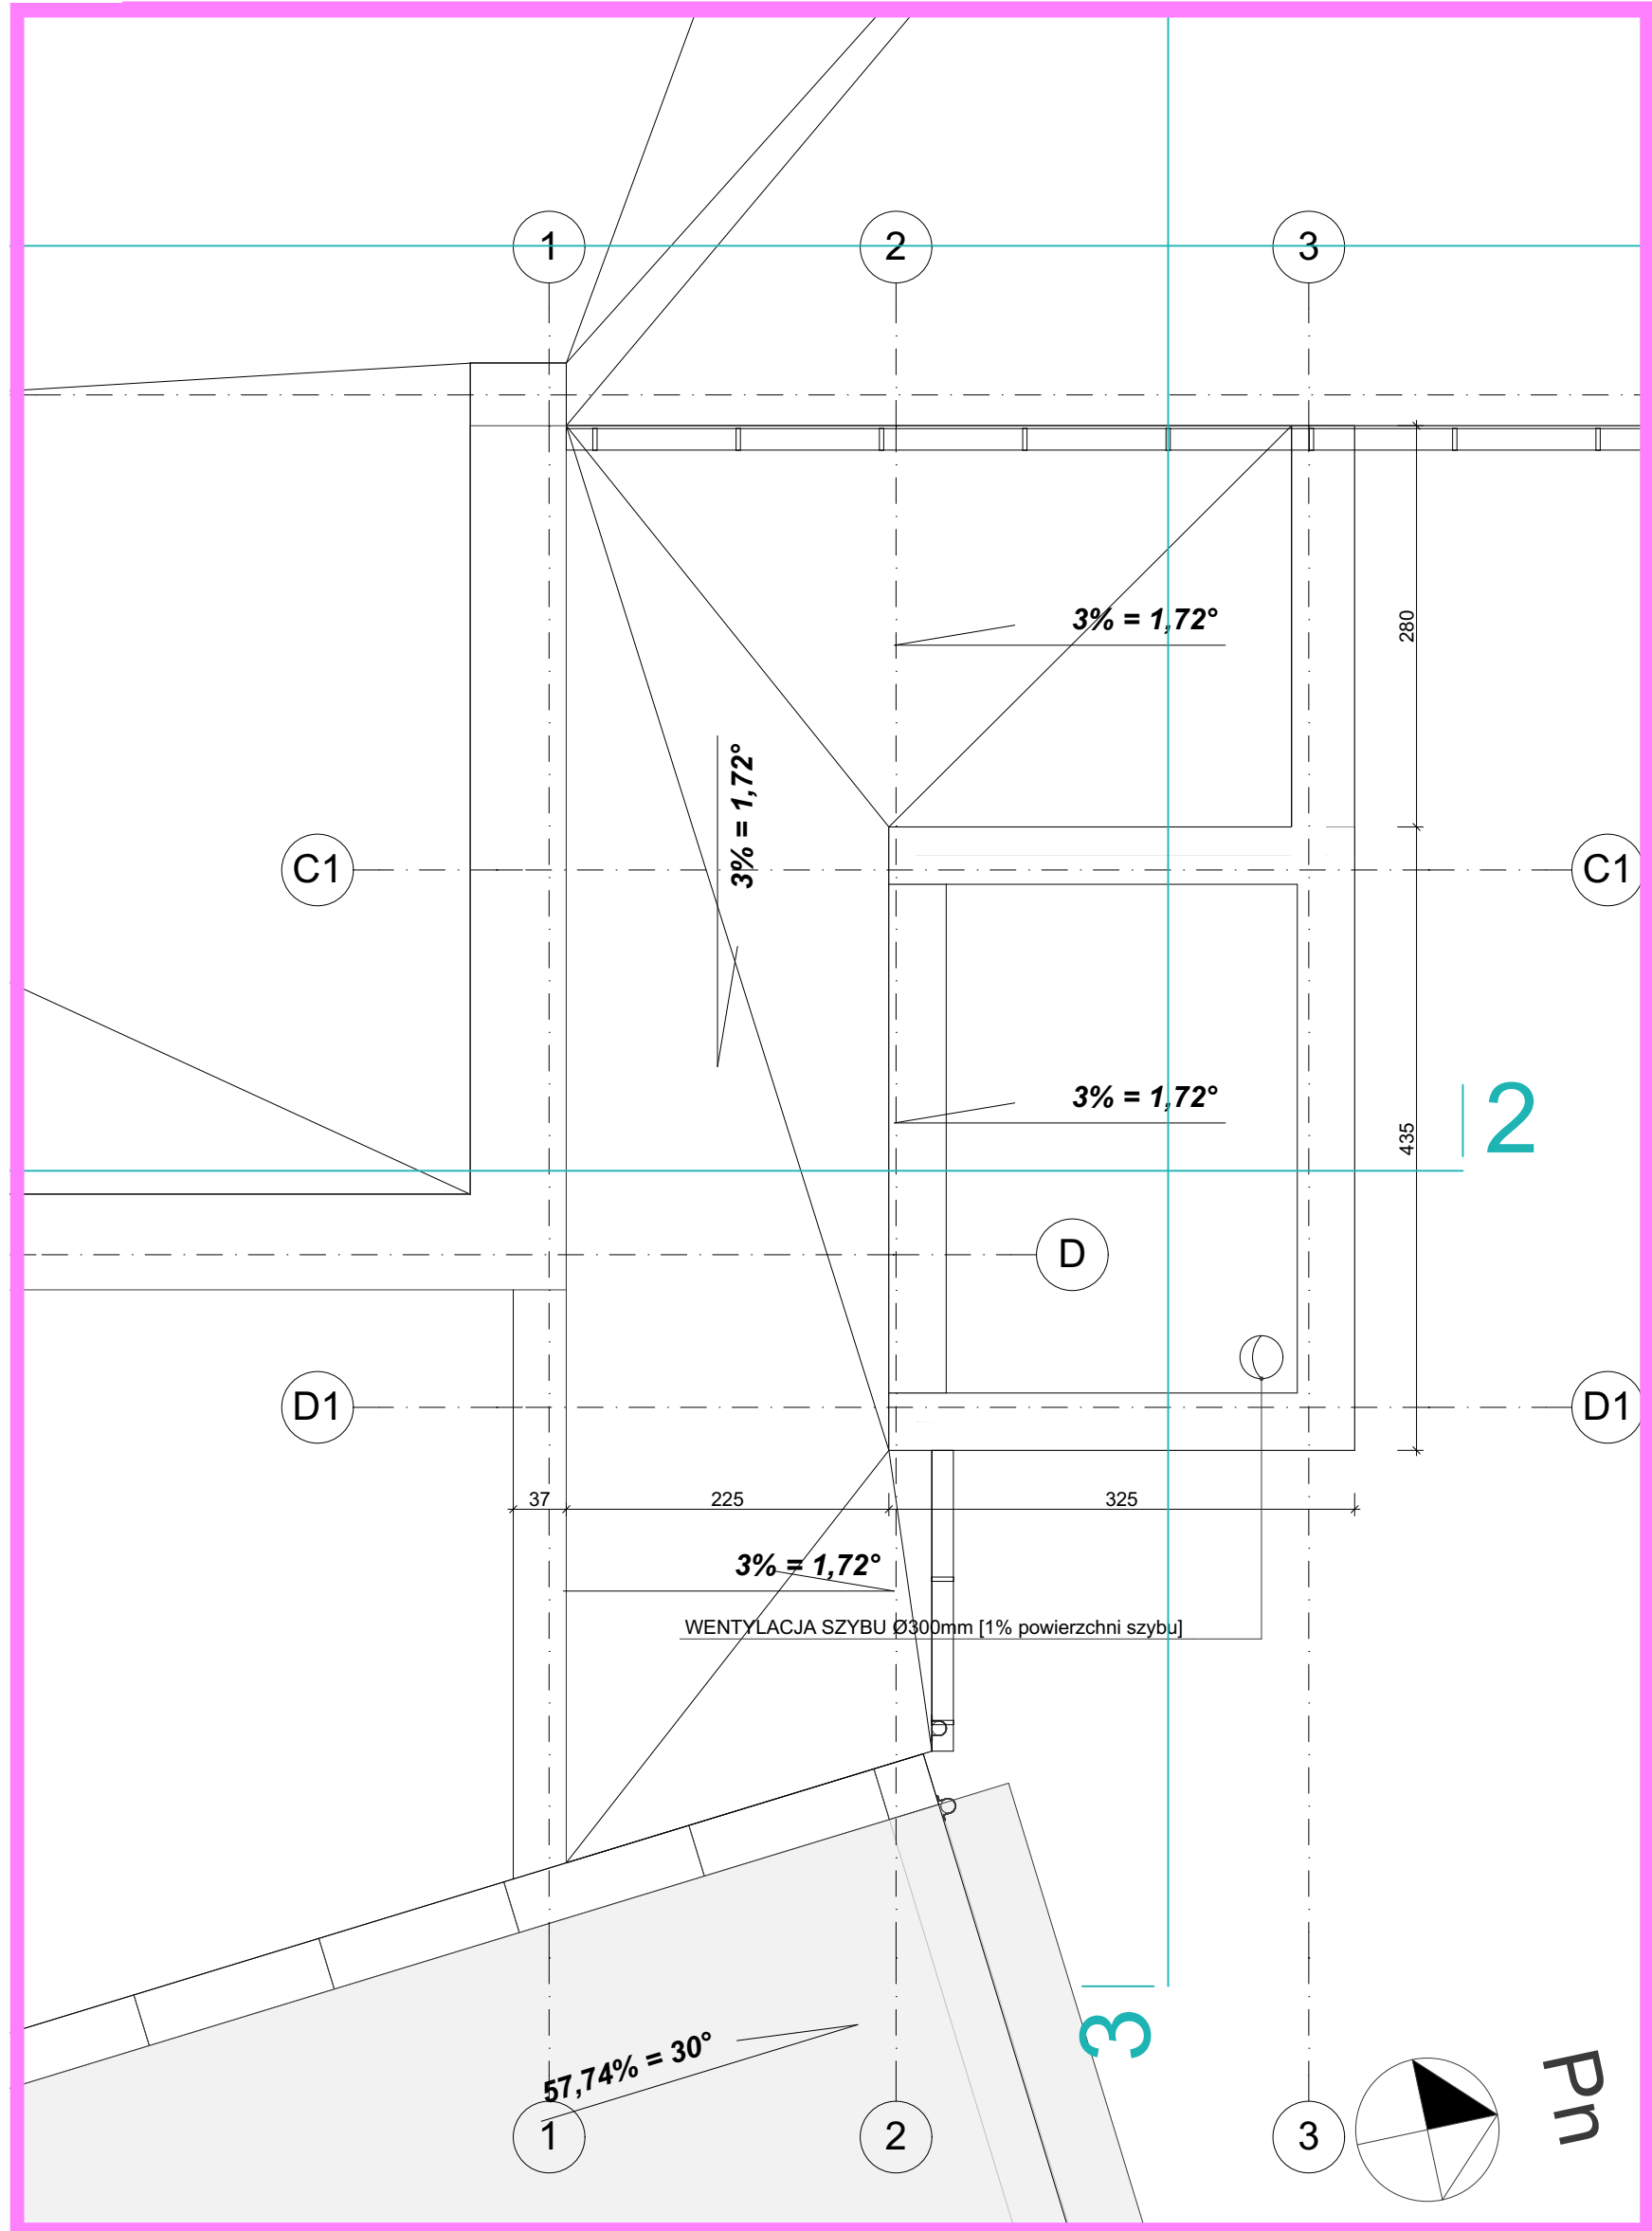 1
2
3
3% = 1,72°
280
3% = 1,72°
C1
C1
2
3% = 1,72°
435
D
D1
D1
37
225
325
3% = 1,72°
WENTYLACJA SZYBU Ø300mm [1% powierzchni szybu]
3
57,74% = 30°
Pn
1
2
3